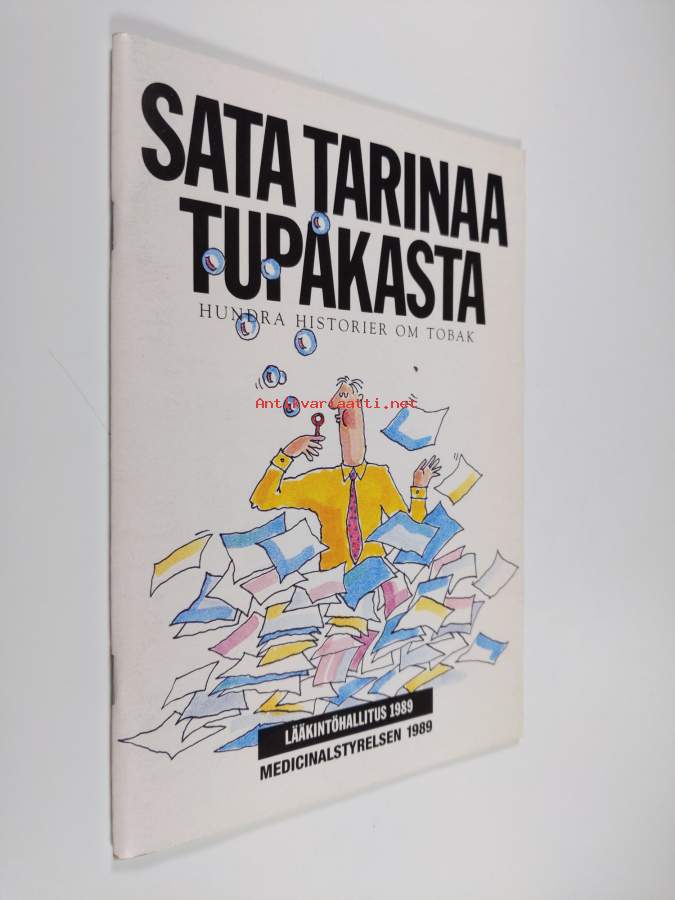 SATA TARINAA
TUPAKASTA
HUNDRA HISTORIER OM TOBAK
Antikvariaatti.net
LÄÄKINTÖHALLITUS 1989
MEDICINALSTYRELSEN 1989